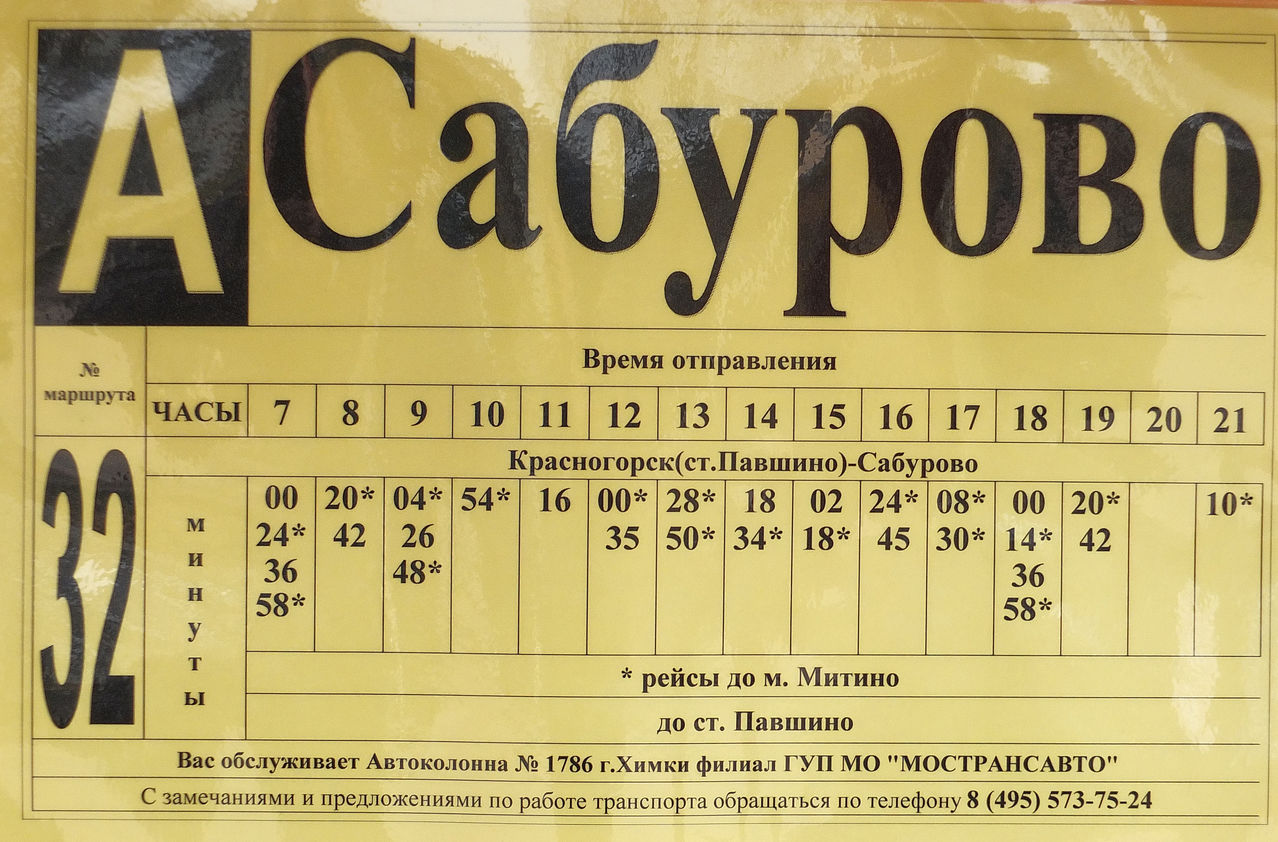 А Сабурово
№
маршрута
Время отправления
ЧАСЫ 7 8 9 10 11 12 13 14 15 16 17 18 19 20 21
32
Красногорск(ст.Павшино)-Сабурово
минуты
00 20* 04* 54* 16 00* 28* 18 02 24* 08* 00 20* 10*
24* 42 26 35 50* 34* 18* 45 30* 14* 42
36 48* 36
58* 58*
* рейсы до м. Митино
до ст. Павшино
Вас обслуживает Автоколонна № 1786 г.Химки филиал ГУП МО "МОСТРАНСАВТО"
С замечаниями и предложениями по работе транспорта обращаться по телефону 8 (495) 573-75-24